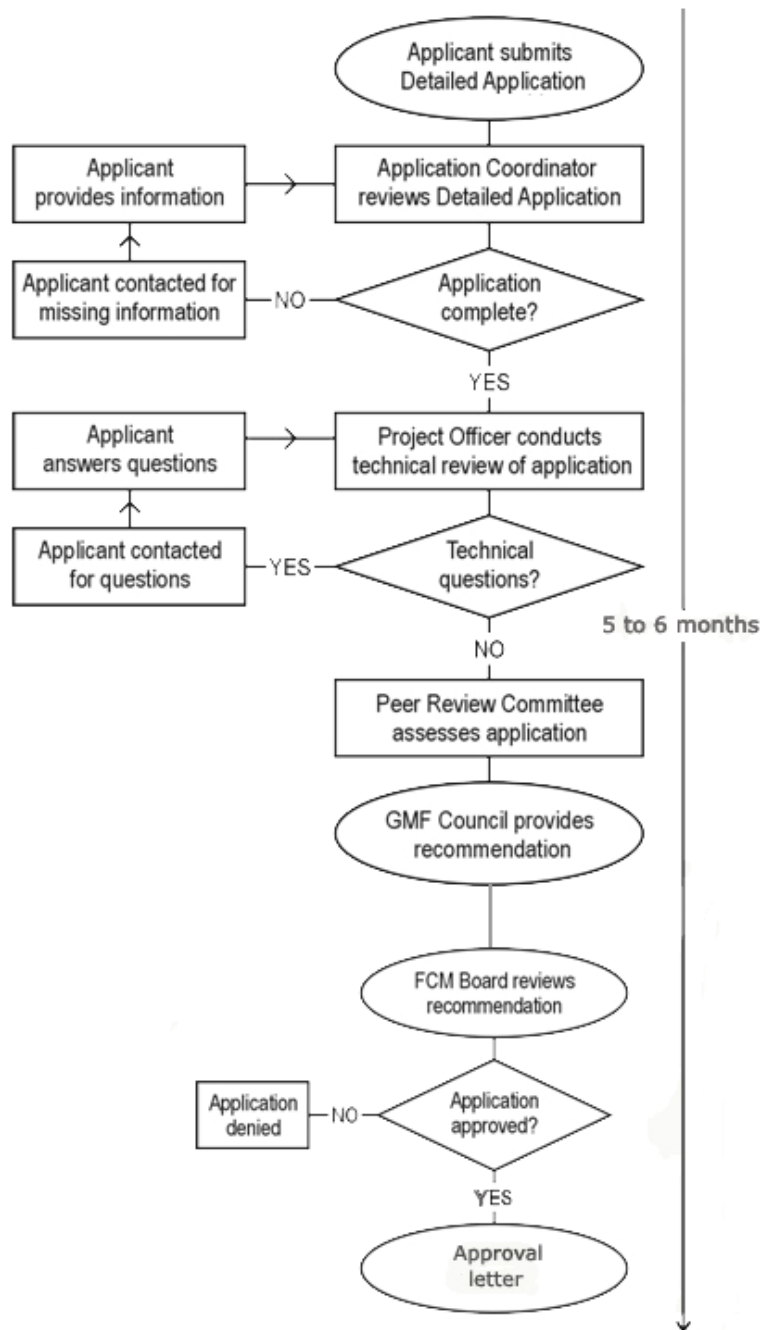 Applicant submits
Detailed Application
Applicant
provides information
Application Coordinator
reviews Detailed Application
Applicant contacted for
missing information
NO
Application
complete?
YES
Applicant
answers questions
Project Officer conducts
technical review of application
Applicant contacted
for questions
YES
Technical
questions?
5 to 6 months
NO
Peer Review Committee
assesses application
GMF Council provides
recommendation
FCM Board reviews
recommendation
Application
denied
NO
Application
approved?
YES
Approval
letter